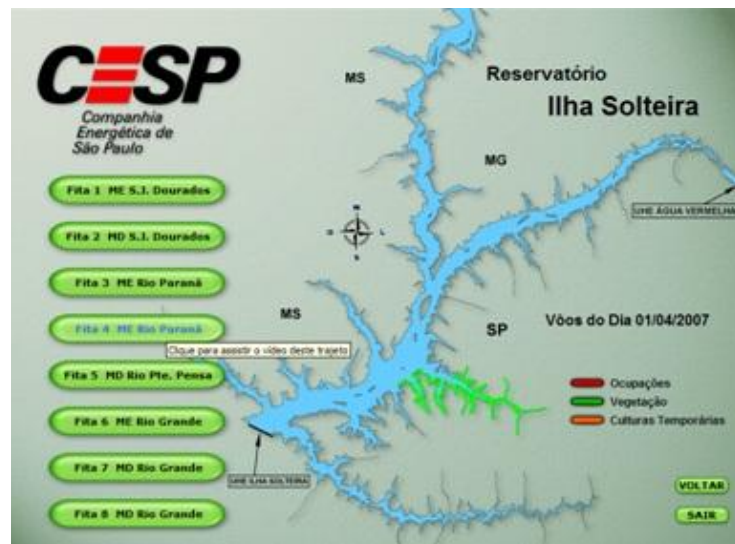 CESP
Companhia
Energética de
São Paulo
Reservatório
Ilha Solteira
MS
MG
UHE ÁGUA VERMELHA
Fita 1 ME S.J. Dourados
Fita 2 MD S.J. Dourados
Fita 3 ME Rio Paraná
Fita 4 ME Rio Paraná
Clique para assistir o vídeo deste trajeto
Fita 5 MD Rio Pte. Pensa
Fita 6 ME Rio Grande
Fita 7 MD Rio Grande
Fita 8 MD Rio Grande
N
O
L
S
MS
SP
Vôos do Dia 01/04/2007
Ocupações
Vegetação
Culturas Temporárias
UHE ILHA SOLTEIRA
VOLTAR
SAIR